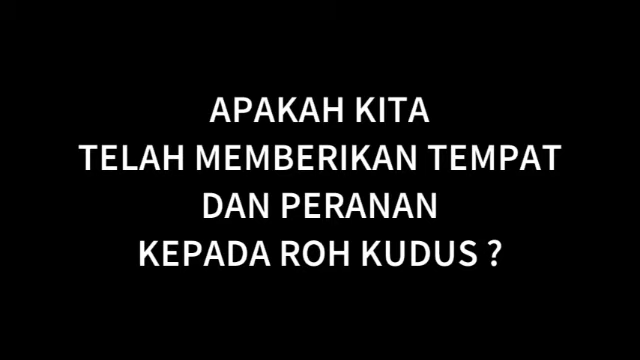 APAKAH KITA
TELAH MEMBERIKAN TEMPAT
DAN PERANAN
KEPADA ROH KUDUS ?